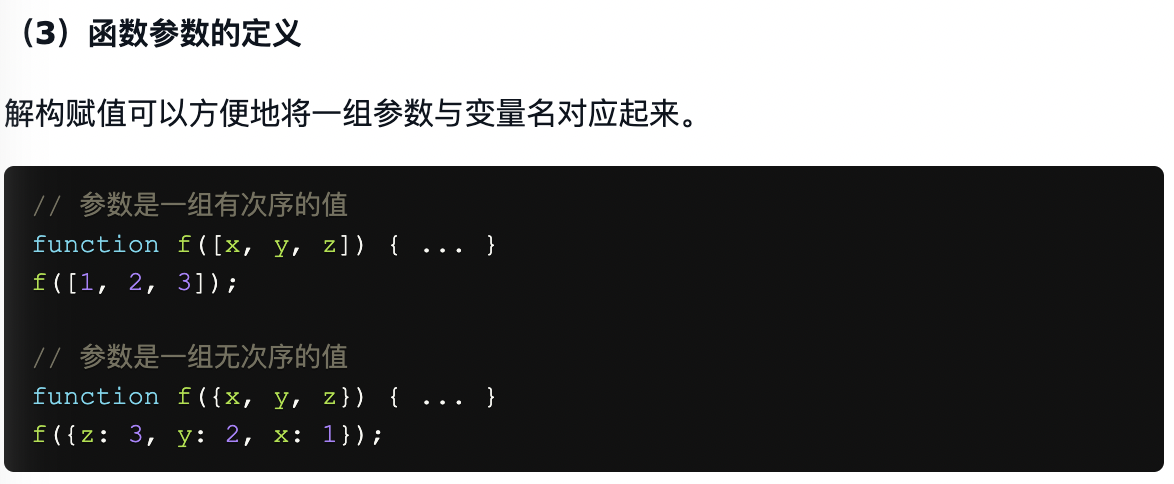 （3）函数参数的定义
解构赋值可以方便地将一组参数与变量名对应起来。
// 参数是一组有次序的值
function f([x, y, z]) { ... }
f([1, 2, 3]);
// 参数是一组无次序的值
function f({x, y, z}) { ... }
f({z: 3, y: 2, x: 1});